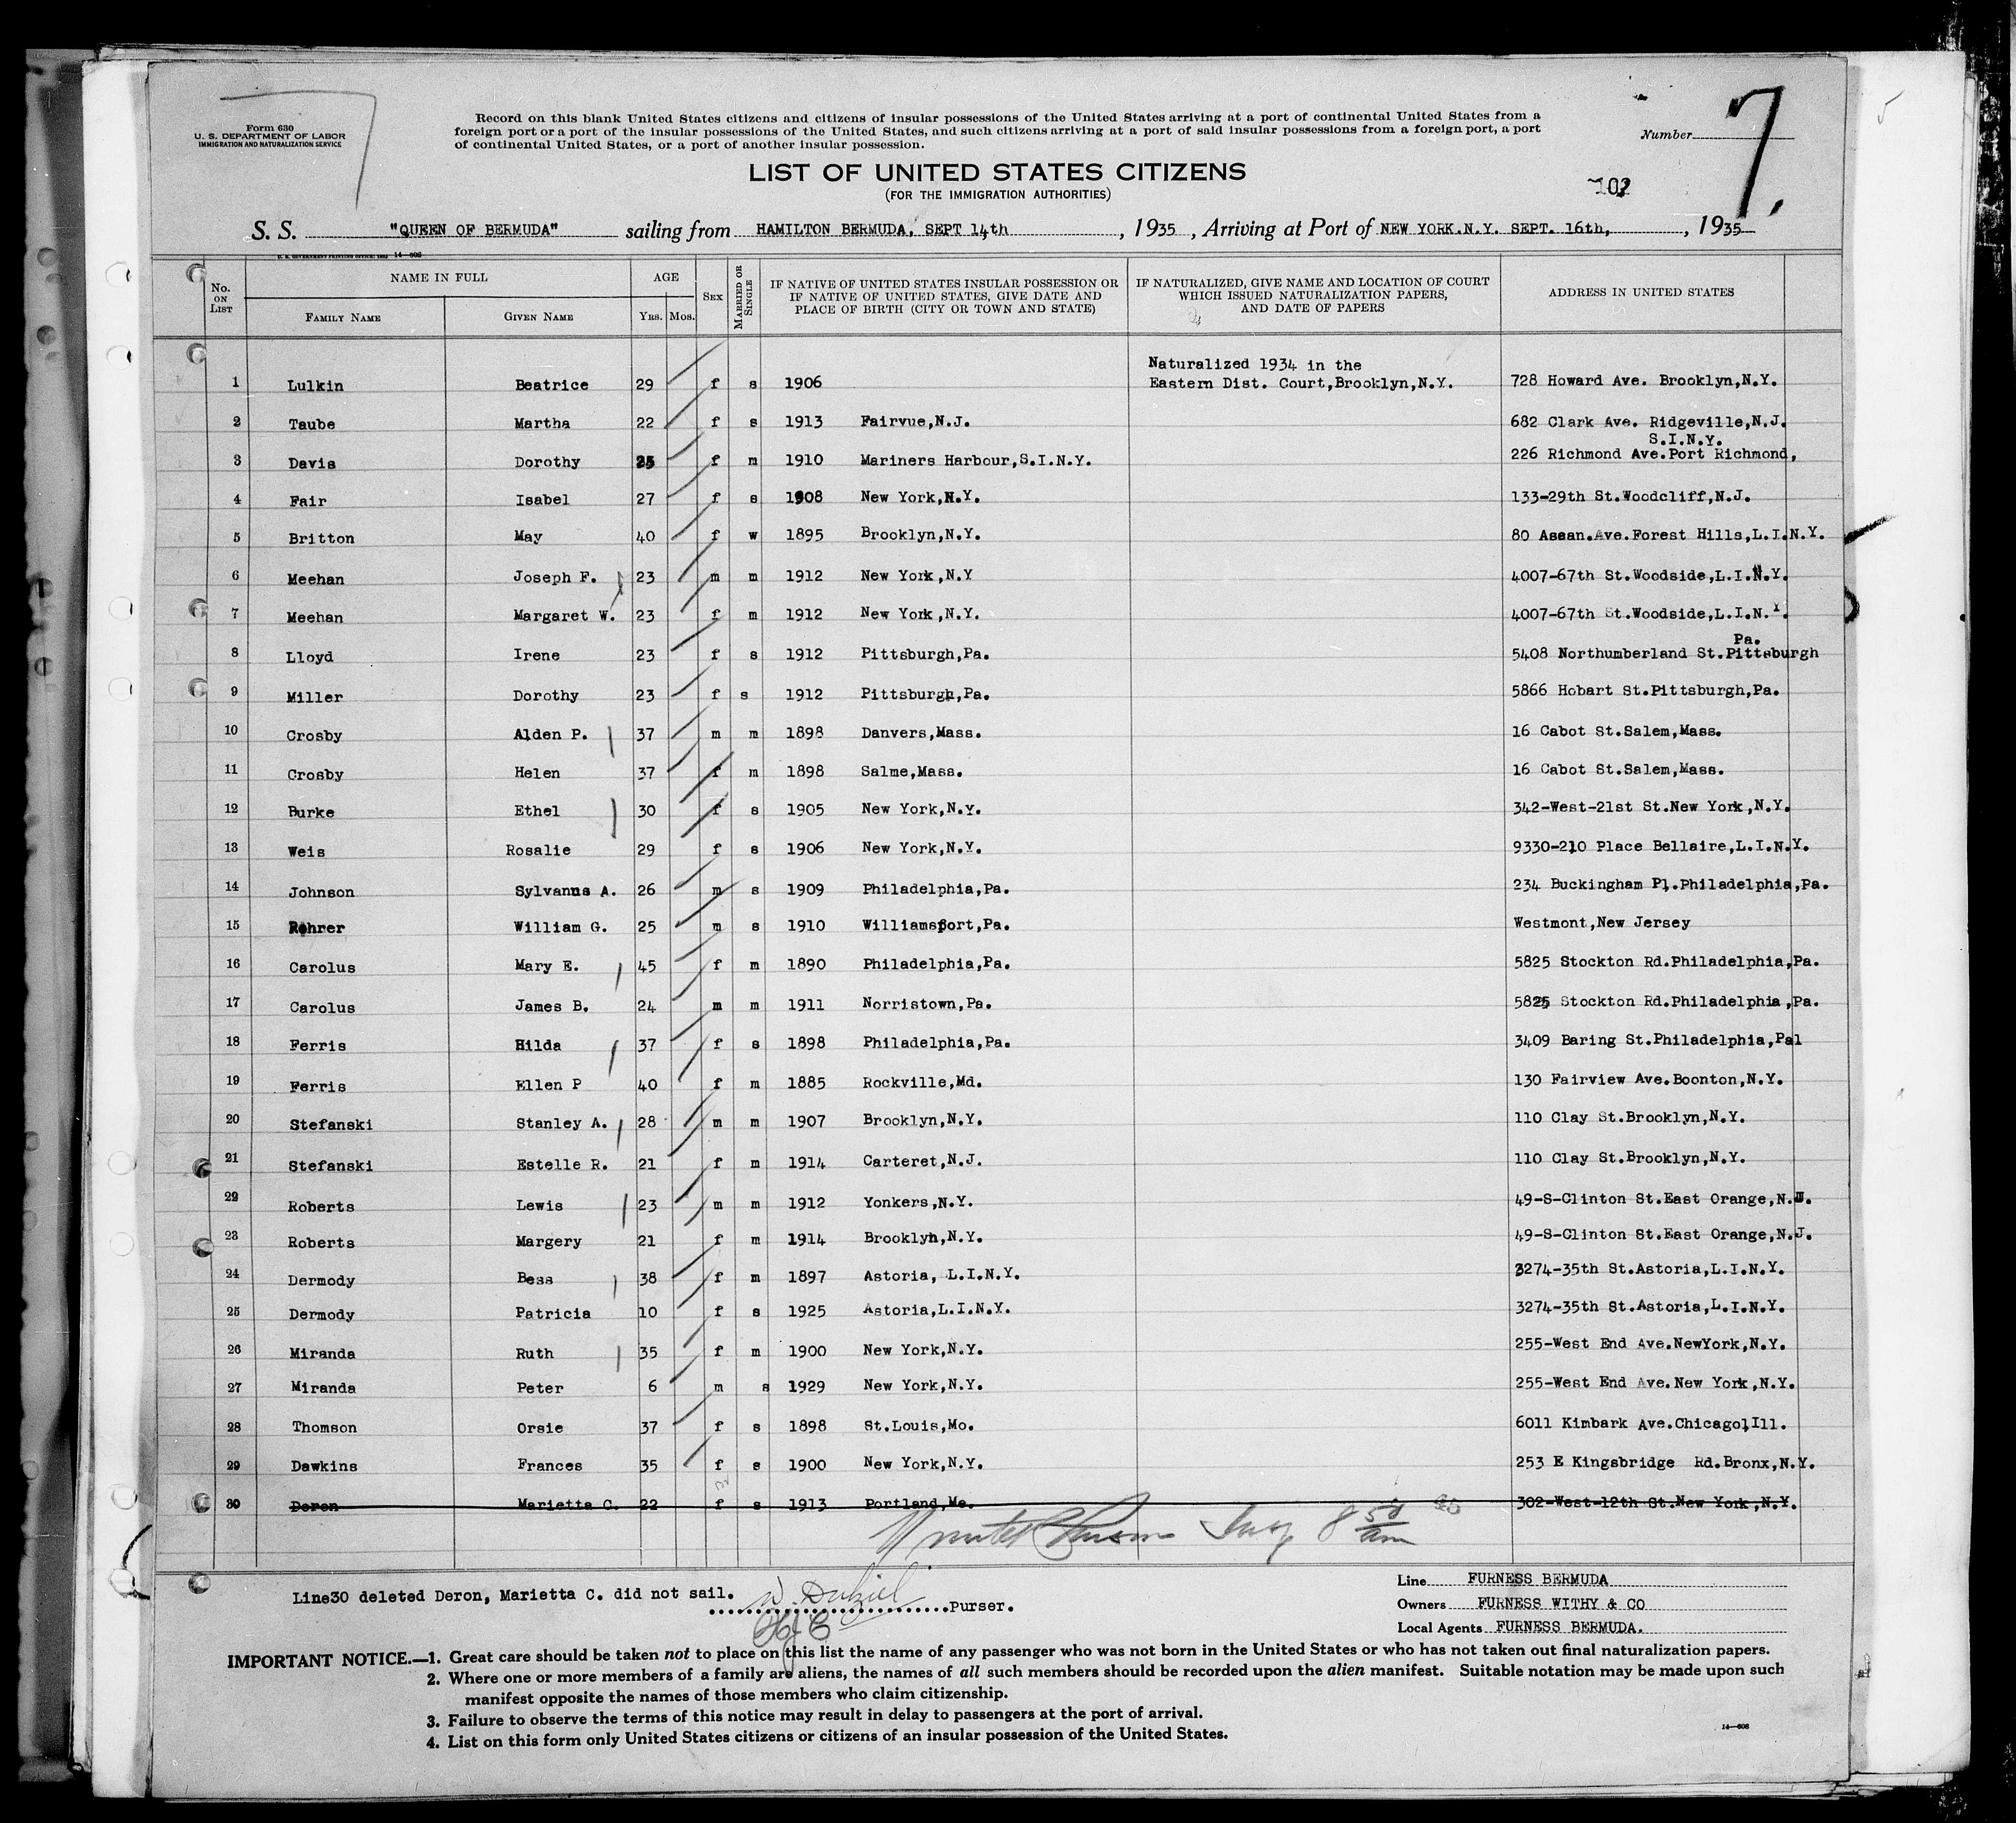 Form 630
U. S. DEPARTMENT OF LABOR
IMMIGRATION AND NATURALIZATION SERVICE
Record on this blank United States citizens and citizens of insular possessions of the United States arriving at a port of continental United States from a
foreign port or a port of the insular possessions of the United States, and such citizens arriving at a port of said insular possessions from a foreign port, a port
of continental United States, or a port of another insular possession.
Number 7.
LIST OF UNITED STATES CITIZENS
(FOR THE IMMIGRATION AUTHORITIES)
S. S. "QUEEN OF BERMUDA" sailing from HAMILTON BERMUDA, SEPT 14th, 1935, Arriving at Port of NEW YORK.N.Y. SEPT. 16th, , 1935
U. S. GOVERNMENT PRINTING OFFICE: 14—608
No. ON LIST NAME IN FULL FAMILY NAME GIVEN NAME AGE YRS. MOS. SEX MARRIED OR SINGLE IF NATIVE OF UNITED STATES INSULAR POSSESSION OR IF NATIVE OF UNITED STATES, GIVE DATE AND PLACE OF BIRTH (CITY OR TOWN AND STATE) IF NATURALIZED, GIVE NAME AND LOCATION OF COURT WHICH ISSUED NATURALIZATION PAPERS, AND DATE OF PAPERS ADDRESS IN UNITED STATES
Naturalized 1934 in the
1 Lulkin Beatrice 29 f s 1906 Eastern Dist. Court,Brooklyn,N.Y. 728 Howard Ave. Brooklyn,N.Y.
2 Taube Martha 22 f s 1913 Fairvue,N.J. 682 Clark Ave. Ridgeville,N.J.
S.I.N.Y.
3 Davis Dorothy 25 f m 1910 Mariners Harbour,S.I.N.Y. 226 Richmond Ave.Port Richmond,
4 Fair Isabel 27 f s 1908 New York,N.Y. 133-29th St.Woodcliff,N.J.
5 Britton May 40 f w 1895 Brooklyn,N.Y. 80 Ascan.Ave.Forest Hills,L.I.N.Y.
6 Meehan Joseph F. 23 m m 1912 New York,N.Y 4007-67th St.Woodside,L.I.N.Y.
7 Meehan Margaret W. 23 f m 1912 New York,N.Y. 4007-67th St.Woodside,L.I.N.Y.
Pa.
8 Lloyd Irene 23 f s 1912 Pittsburgh,Pa. 5408 Northumberland St.Pittsburgh
9 Miller Dorothy 23 f s 1912 Pittsburgh,Pa. 5866 Hobart St.Pittsburgh,Pa.
10 Crosby Alden P. 37 m m 1898 Danvers,Mass. 16 Cabot St.Salem,Mass.
11 Crosby Helen 37 f m 1898 Salme,Mass. 16 Cabot St.Salem,Mass.
12 Burke Ethel 30 f s 1905 New York,N.Y. 342-West-21st St.New York,N.Y.
13 Weis Rosalie 29 f s 1906 New York,N.Y. 9330-210 Place Bellaire,L.I.N.Y.
14 Johnson Sylvanus A. 26 m s 1909 Philadelphia,Pa. 234 Buckingham Pl.Philadelphia,Pa.
15 Rohrer William G. 25 m s 1910 Williamsport,Pa. Westmont,New Jersey
16 Carolus Mary E. 45 f m 1890 Philadelphia,Pa. 5825 Stockton Rd.Philadelphia,Pa.
17 Carolus James B. 24 m m 1911 Norristown,Pa. 5825 Stockton Rd.Philadelphia,Pa.
18 Ferris Hilda 37 f s 1898 Philadelphia,Pa. 3409 Baring St.Philadelphia,Pal
19 Ferris Ellen P 40 f m 1885 Rockville,Md. 130 Fairview Ave.Boonton,N.Y.
20 Stefanski Stanley A. 28 m m 1907 Brooklyn,N.Y. 110 Clay St.Brooklyn,N.Y.
21 Stefanski Estelle R. 21 f m 1914 Carteret,N.J. 110 Clay St.Brooklyn,N.Y.
22 Roberts Lewis 23 m m 1912 Yonkers,N.Y. 49-S-Clinton St.East Orange,N.J.
23 Roberts Margery 21 f m 1914 Brooklyn,N.Y. 49-S-Clinton St.East Orange,N.J.
24 Dermody Bess 38 f m 1897 Astoria, L.I.N.Y. 3274-35th St.Astoria,L.I.N.Y.
25 Dermody Patricia 10 f s 1925 Astoria,L.I.N.Y. 3274-35th St.Astoria,L.I.N.Y.
26 Miranda Ruth 35 f m 1900 New York,N.Y. 255-West End Ave.NewYork,N.Y.
27 Miranda Peter 6 m s 1929 New York,N.Y. 255-West End Ave.New York,N.Y.
28 Thomson Orsie 37 f s 1898 St.Louis,Mo. 6011 Kimbark Ave.Chicago,Ill.
29 Dawkins Frances 35 f s 1900 New York,N.Y. 253 E Kingsbridge Rd.Bronx,N.Y.
30 Deron Marietta C. 22 f s 1913 Portland,Me. 302-West-12th St.New York,N.Y.
8 50 am
Line30 deleted Deron, Marietta C. did not sail. Purser.
Line FURNESS BERMUDA
Owners FURNESS WITHY & CO
Local Agents FURNESS BERMUDA.
IMPORTANT NOTICE.—1. Great care should be taken not to place on this list the name of any passenger who was not born in the United States or who has not taken out final naturalization papers.
2. Where one or more members of a family are aliens, the names of all such members should be recorded upon the alien manifest. Suitable notation may be made upon such
manifest opposite the names of those members who claim citizenship.
3. Failure to observe the terms of this notice may result in delay to passengers at the port of arrival.
4. List on this form only United States citizens or citizens of an insular possession of the United States.
14—608